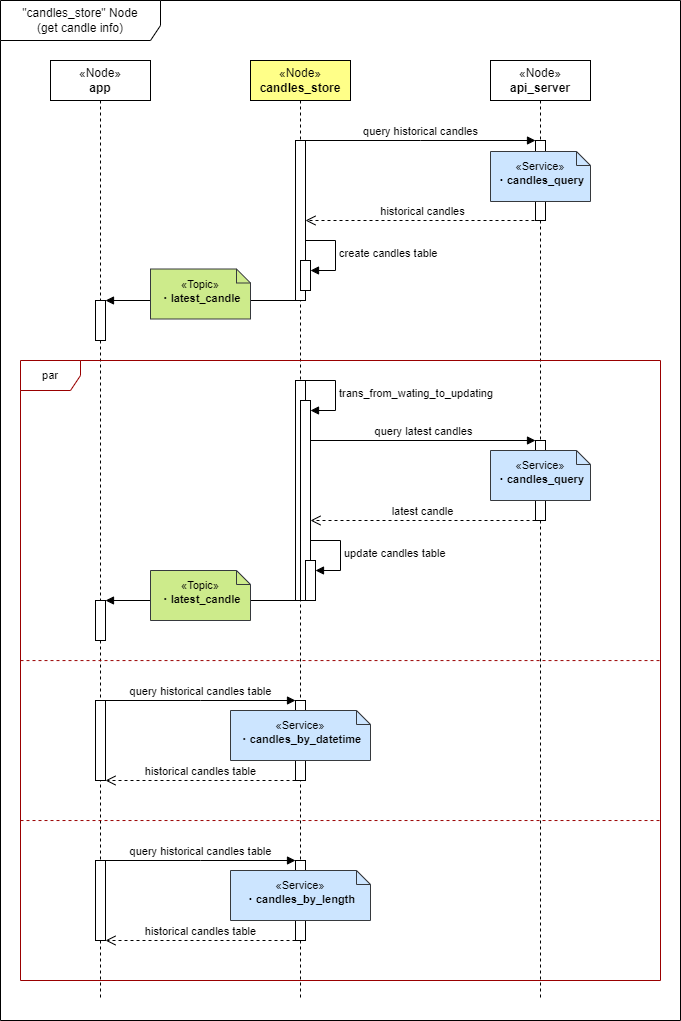 "candles_store" Node
(get candle info)
«Node»
app
«Node»
candles_store
«Node»
api_server
query historical candles
«Service»
・candles_query
historical candles
create candles table
«Topic»
・latest_candle
par
trans_from_wating_to_updating
query latest candles
«Service»
・candles_query
latest candle
update candles table
«Topic»
・latest_candle
query historical candles table
«Service»
・candles_by_datetime
historical candles table
query historical candles table
«Service»
・candles_by_length
historical candles table